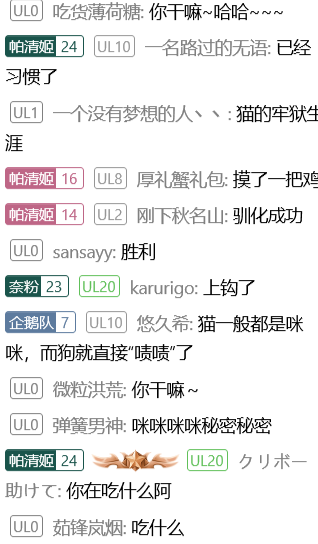 UL0 吃货薄荷糖: 你干嘛~哈哈~~~
帕清姬 24 UL10 一名路过的无语: 已经
习惯了
UL1 一个没有梦想的人丶丶: 猫的牢狱生
涯
帕清姬 16 UL8 厚礼蟹礼包: 摸了一把鸡
帕清姬 14 UL2 刚下秋名山: 驯化成功
UL0 sansayy: 胜利
奈粉 23 UL20 karurigo: 上钩了
企鹅队 7 UL10 悠久希: 猫一般都是咪
咪，而狗就直接“啧啧”了
UL0 微粒洪荒: 你干嘛～
UL0 弹簧男神: 咪咪咪咪秘密秘密
帕清姬 24 UL20 クリボー
助けて: 你在吃什么阿
UL0 茹锋岚烟: 吃什么